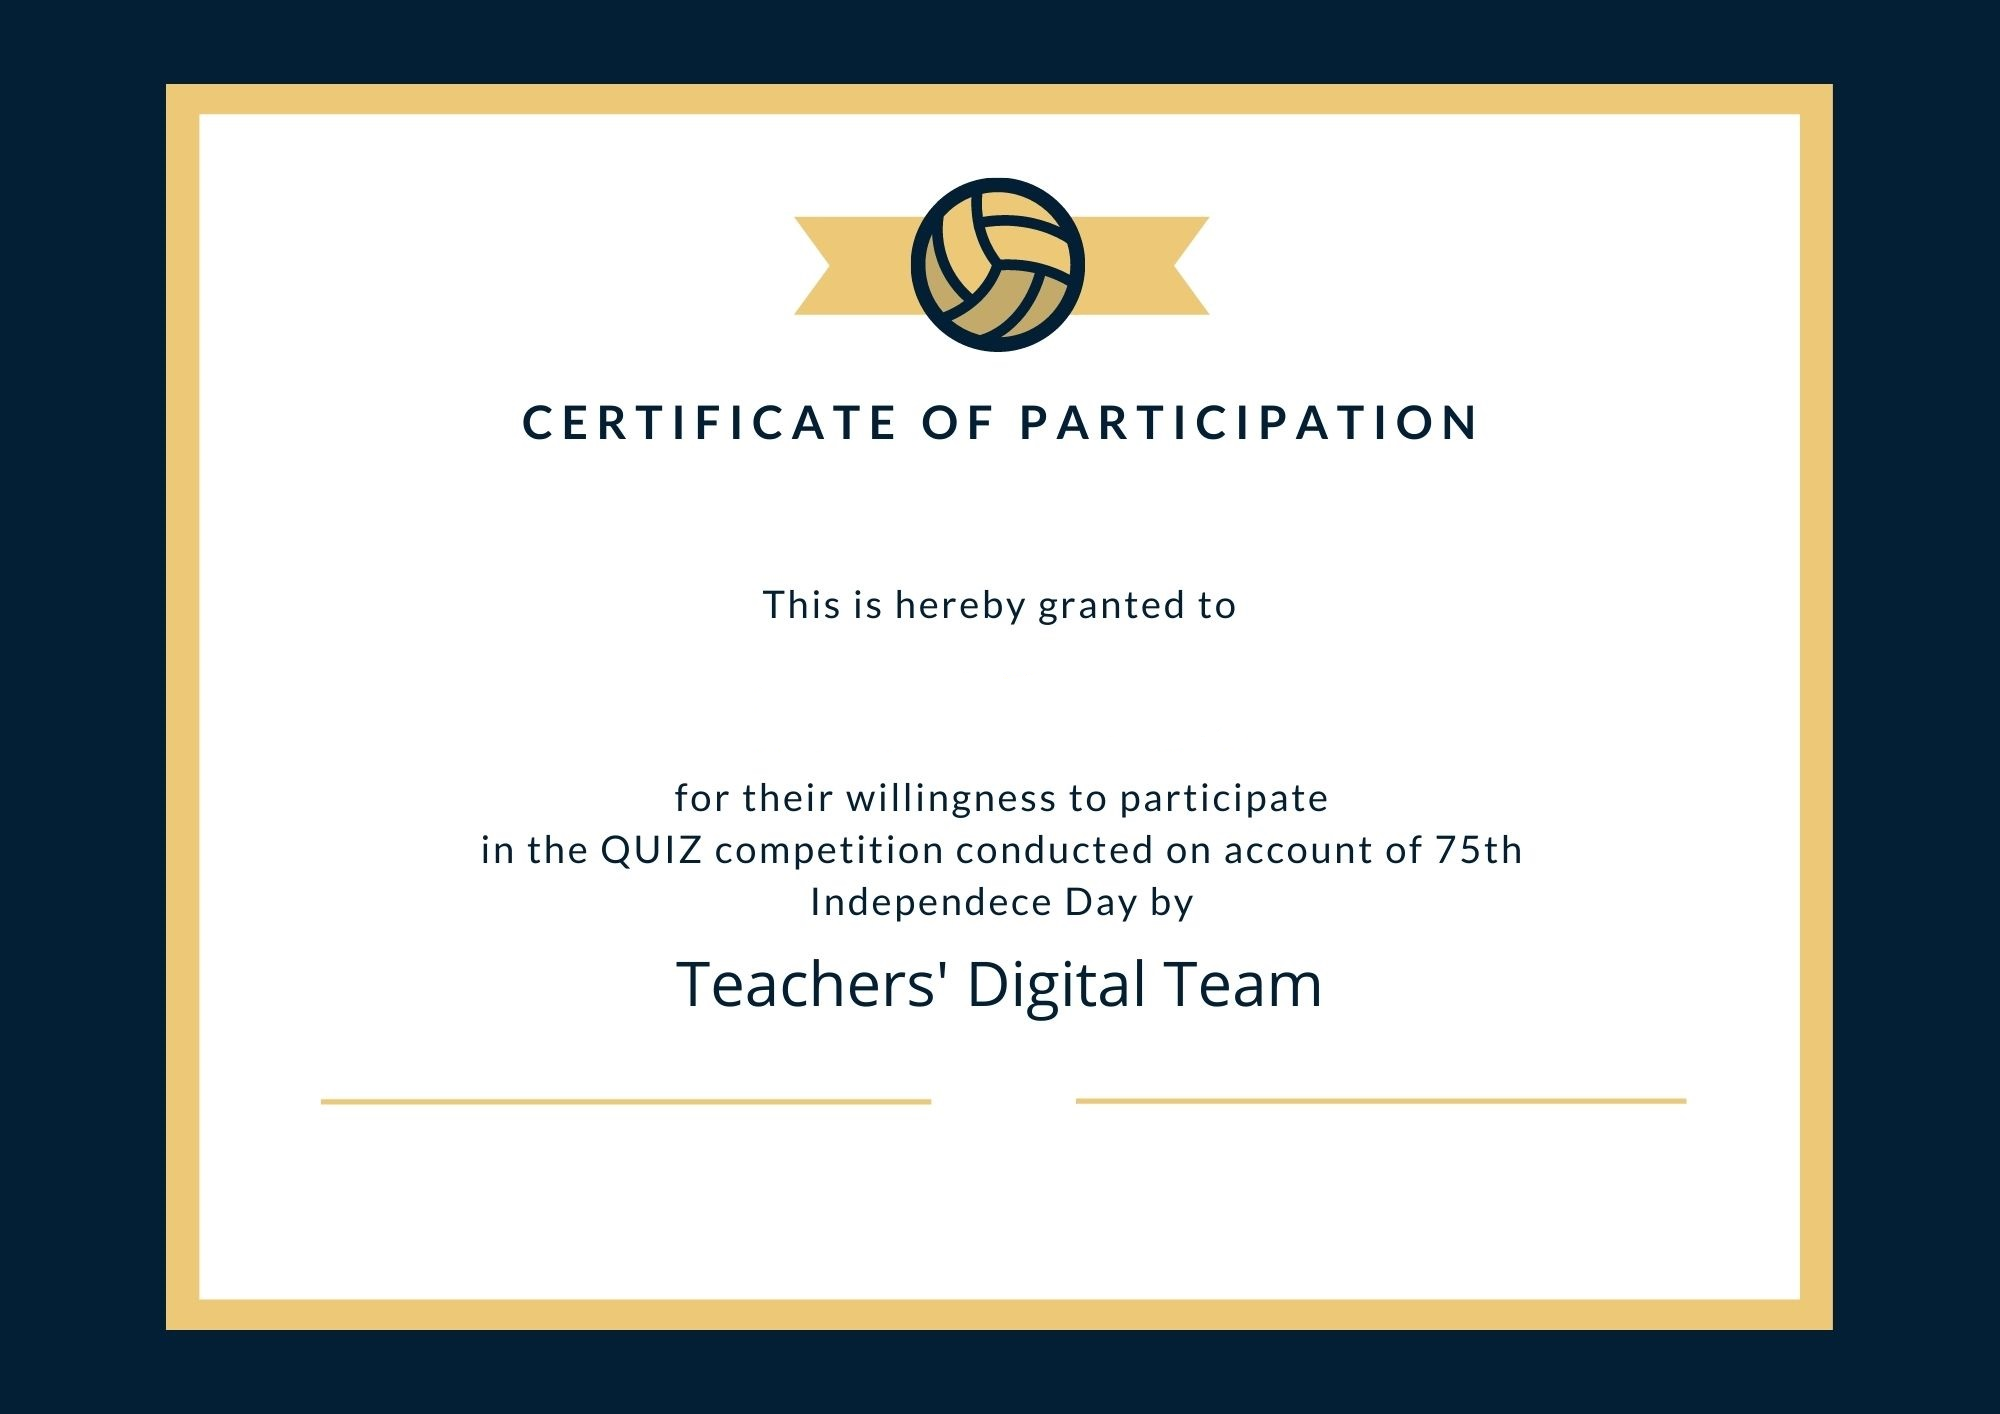 CERTIFICATE OF PARTICIPATION
This is hereby granted to
for their willingness to participate
in the QUIZ competition conducted on account of 75th
Independece Day by
Teachers' Digital Team